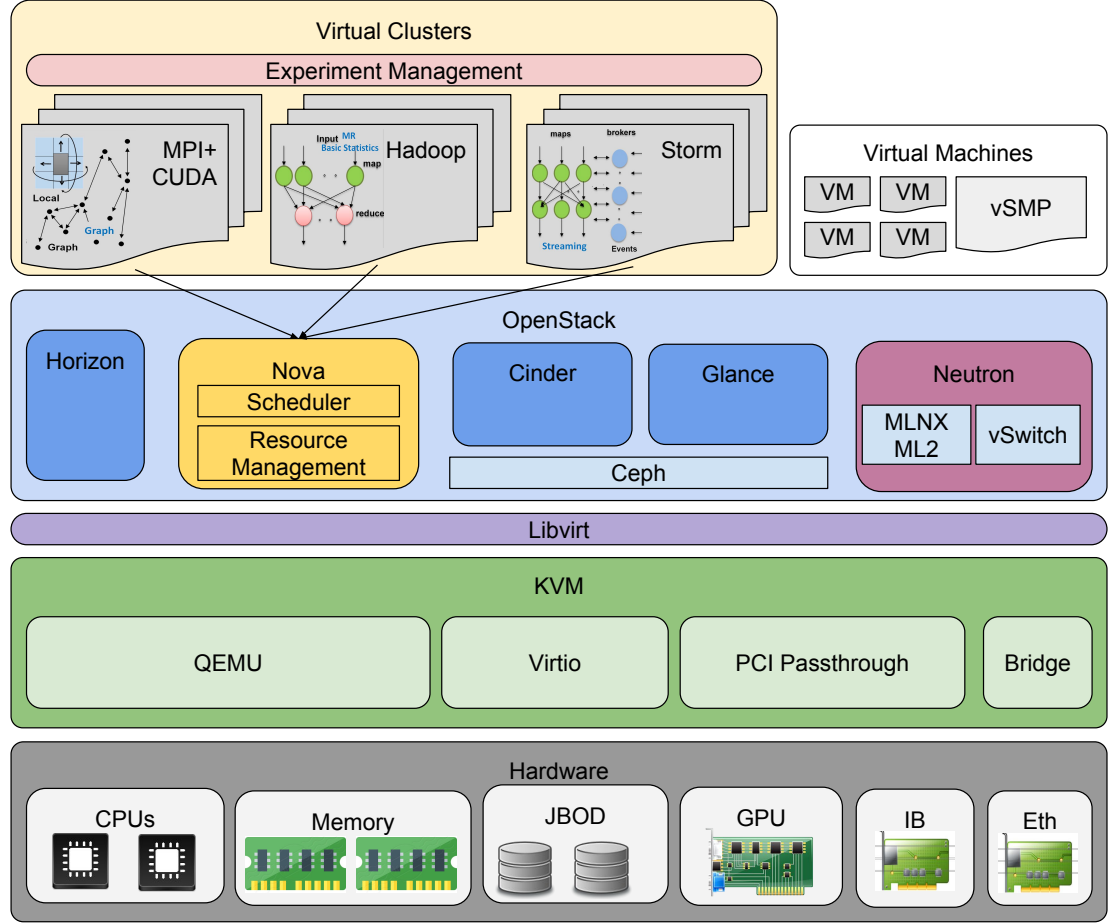 Virtual Clusters
Experiment Management
MPI+
CUDA
Local
Graph
Graph
Input MR
Basic Statistics
Hadoop
map
reduce
maps
brokers
Storm
Streaming
Events
Virtual Machines
VM
VM
VM
VM
vSMP
OpenStack
Horizon
Nova
Scheduler
Resource
Management
Cinder
Glance
Ceph
Neutron
MLNX
ML2
vSwitch
Libvirt
KVM
QEMU
Virtio
PCI Passthrough
Bridge
Hardware
CPUs
Memory
JBOD
GPU
IB
Eth